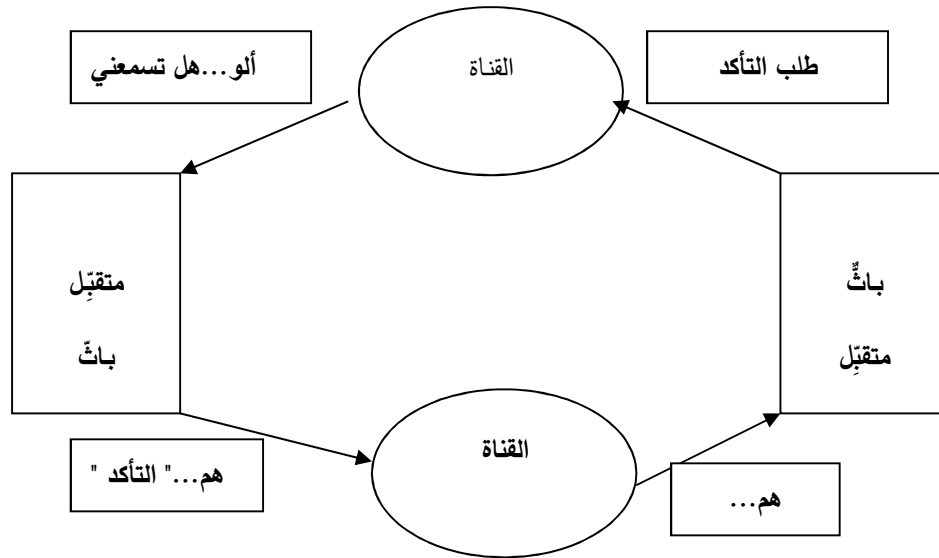 طلب التأكد
القناة
ألو...هل تسمعني
باثٌّ
متقبِّل
متقبِّل
باثّ
القناة
هم..." التأكد "
هم...